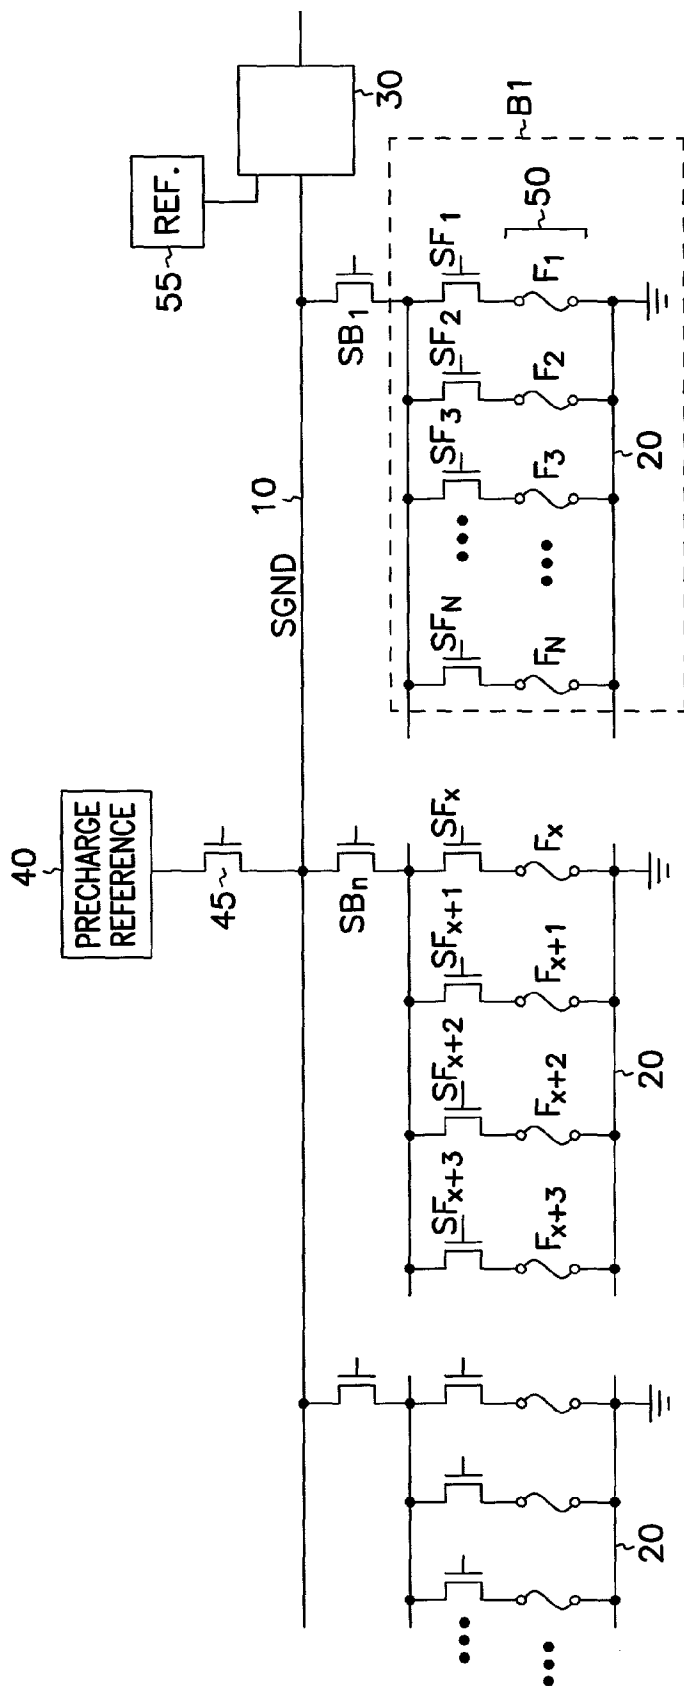 30
55
REF.
B1
50
SB1
SF1
SF2
SF3
SFN
F1
F2
F3
FN
20
10
SGND
40
PRECHARGE
REFERENCE
45
SBn
SFx
SFx+1
SFx+2
SFx+3
Fx
Fx+1
Fx+2
Fx+3
20
20